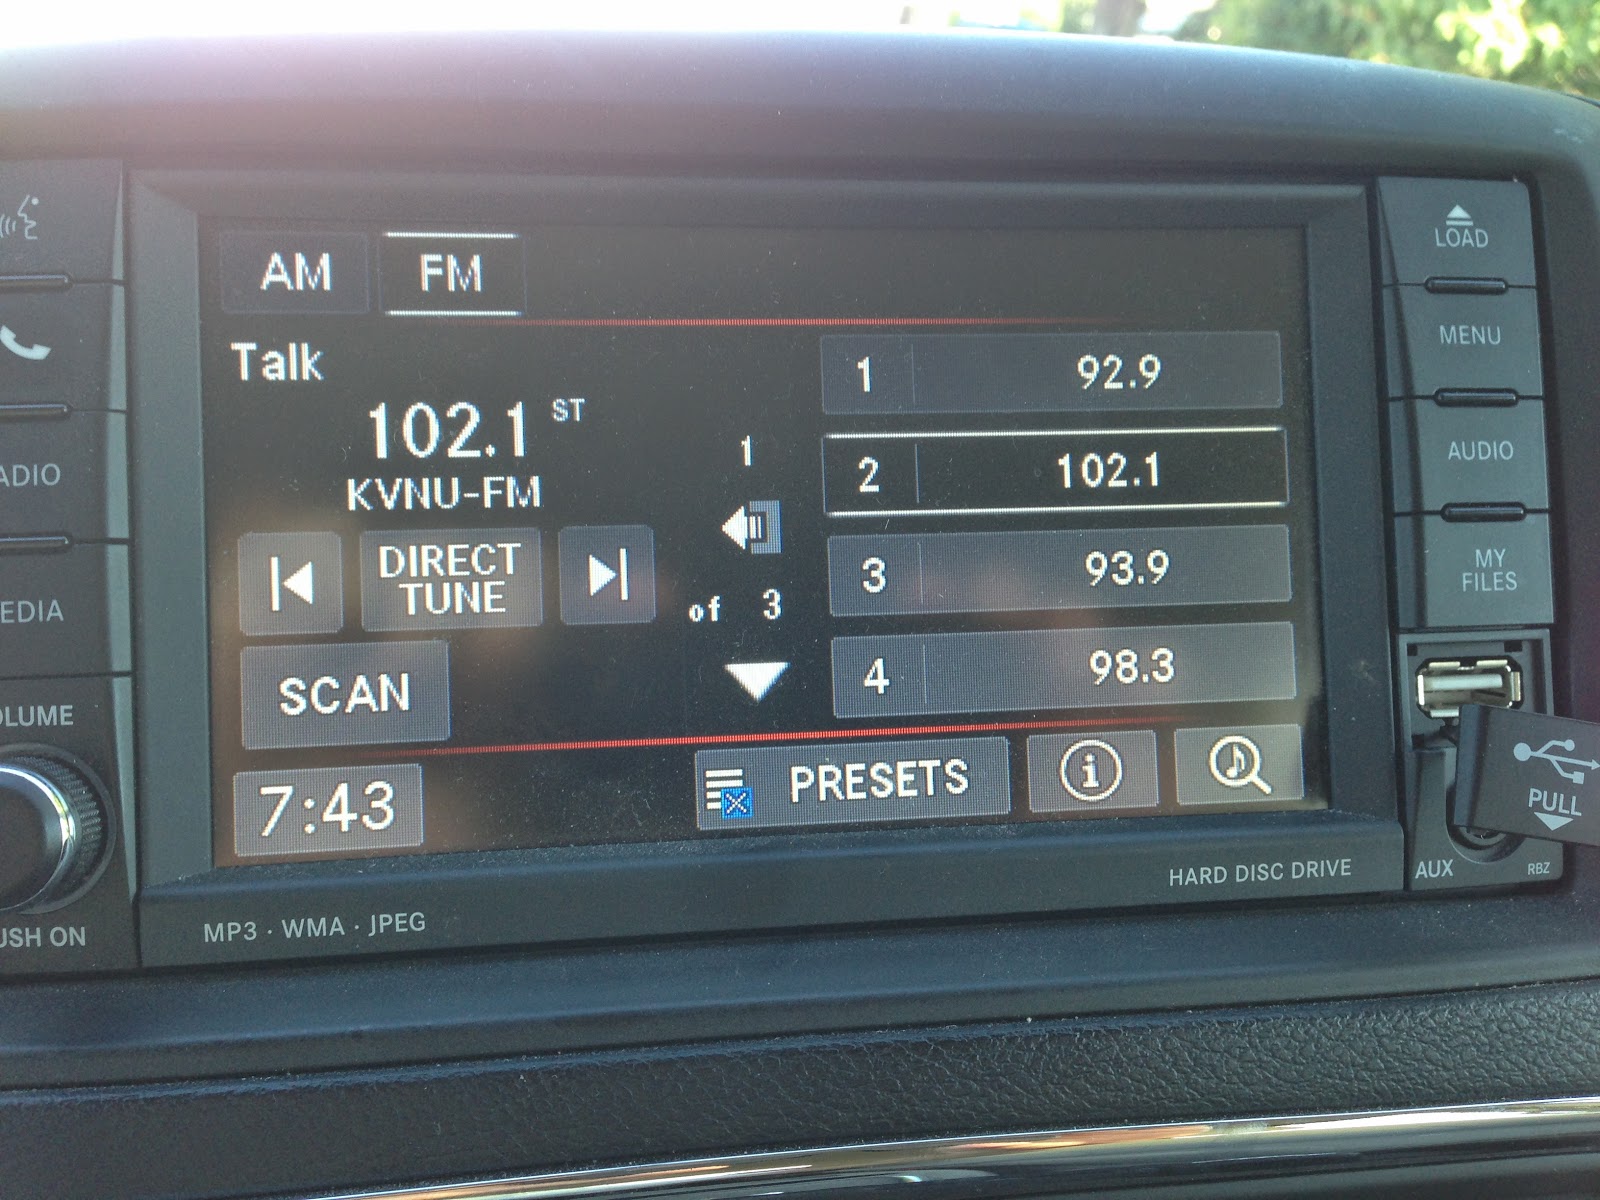 AM FM
Talk
102.1 ST
KVNU-FM
DIRECT
TUNE
SCAN
7:43
1
of 3
1 92.9
2 102.1
3 93.9
4 98.3
PRESETS
i
ADIO
EDIA
OLUME
USH ON
LOAD
MENU
AUDIO
MY
FILES
PULL
AUX
RBZ
HARD DISC DRIVE
MP3 · WMA · JPEG